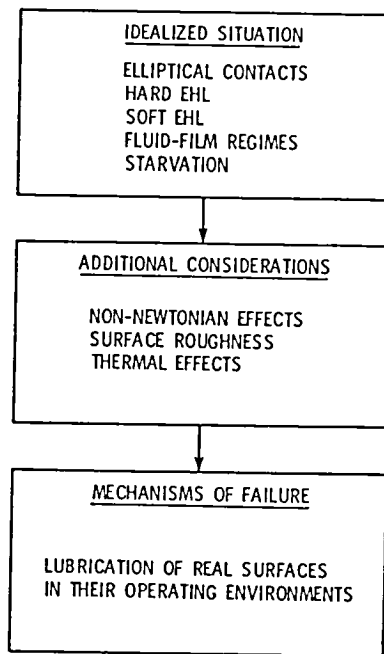 IDEALIZED SITUATION
ELLIPTICAL CONTACTS
HARD EHL
SOFT EHL
FLUID-FILM REGIMES
STARVATION
ADDITIONAL CONSIDERATIONS
NON-NEWTONIAN EFFECTS
SURFACE ROUGHNESS
THERMAL EFFECTS
MECHANISMS OF FAILURE
LUBRICATION OF REAL SURFACES
IN THEIR OPERATING ENVIRONMENTS